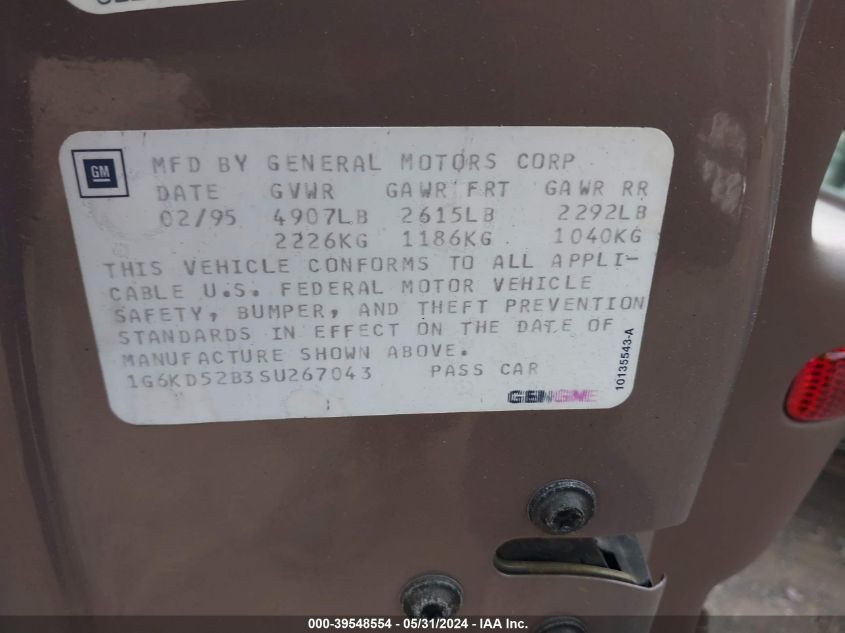 GM
MFD BY GENERAL MOTORS CORP
DATE GVWR GAWR FRT GAWR RR
02/95 4907LB 2615LB 2292LB
2226KG 1186KG 1040KG
THIS VEHICLE CONFORMS TO ALL APPLI-
CABLE U.S. FEDERAL MOTOR VEHICLE
SAFETY, BUMPER, AND THEFT PREVENTION
STANDARDS IN EFFECT ON THE DATE OF
MANUFACTURE SHOWN ABOVE.
1G6KD52B3SU267043 PASS CAR
10135543-A
000-39548554 / 05/31/2024 - IAA Inc.